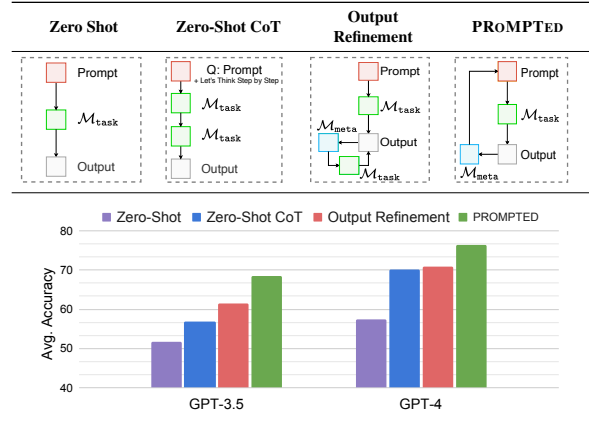 Zero Shot
Zero-Shot CoT
Output
Refinement
PROMPTED
Prompt
ℳtask
Output
Q: Prompt
+ Let's Think Step by Step
ℳtask
ℳtask
Output
Prompt
ℳtask
ℳmeta
Output
ℳtask
Prompt
ℳtask
Output
ℳmeta
Zero-Shot Zero-Shot CoT Output Refinement PROMPTED
Avg. Accuracy
80
70
60
50
40
GPT-3.5 GPT-4